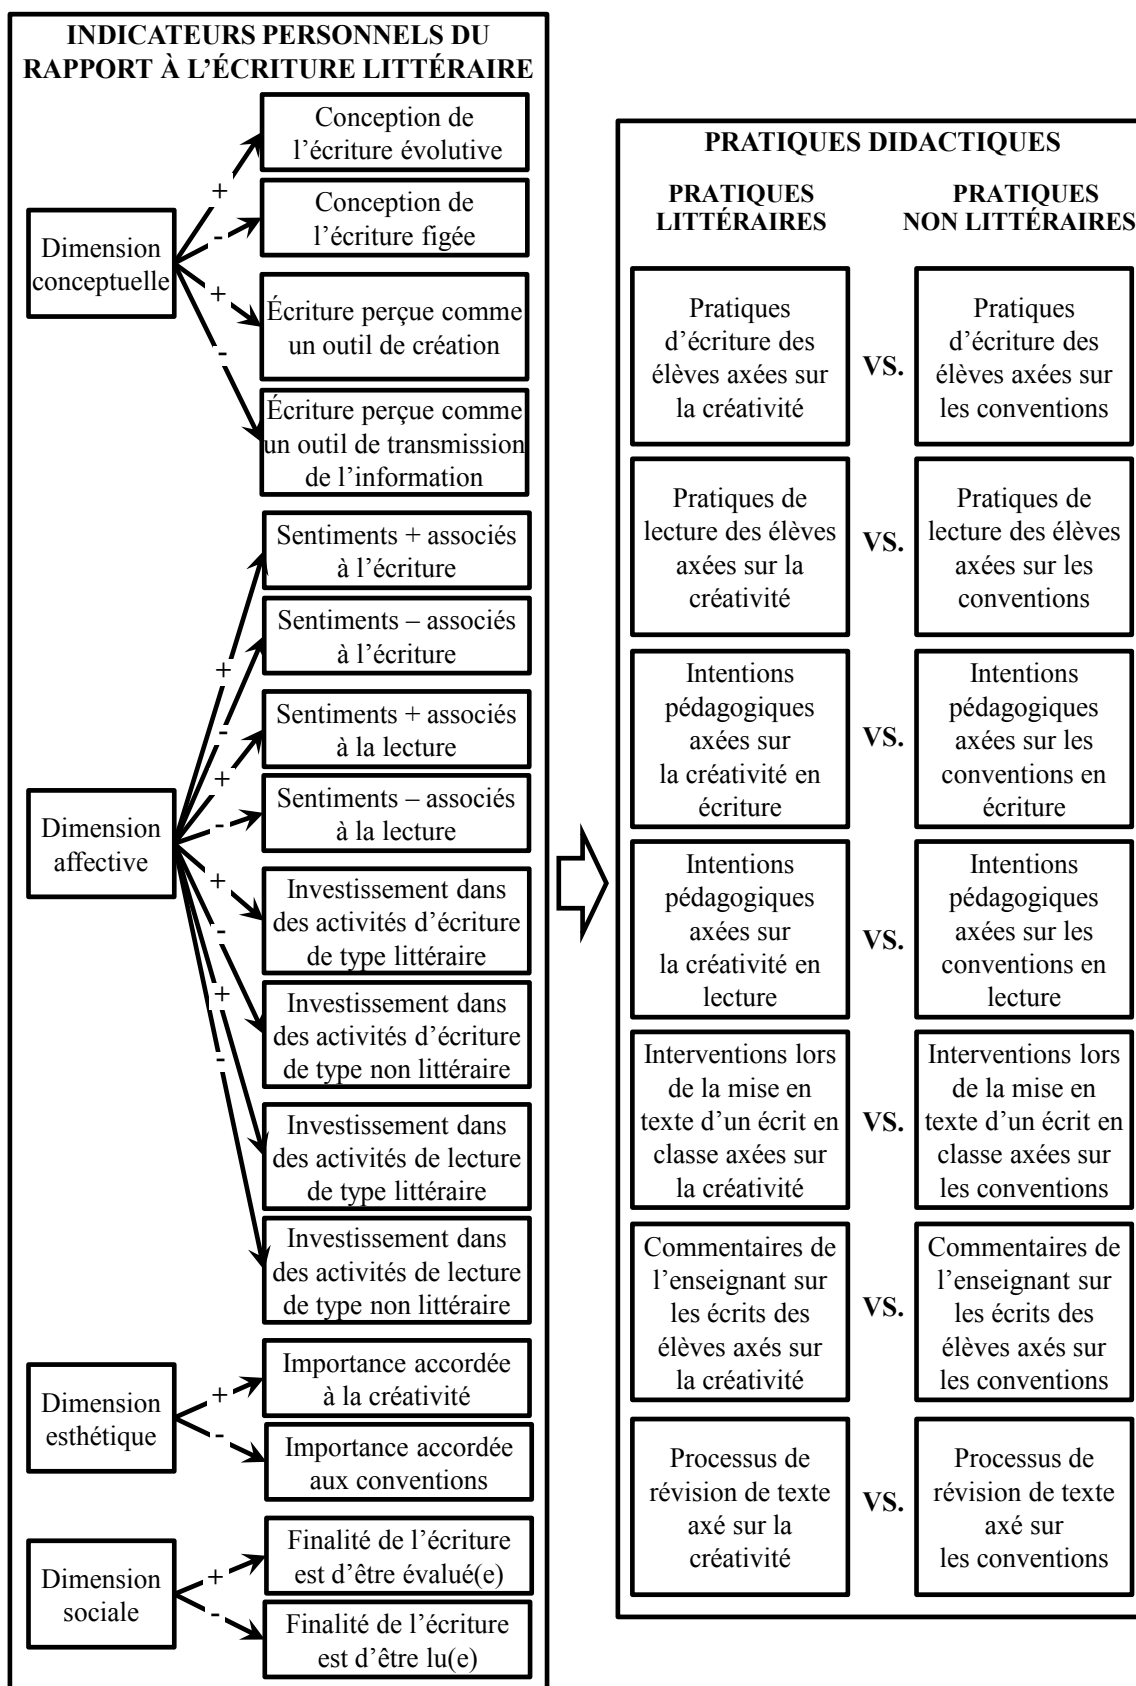 INDICATEURS PERSONNELS DU
RAPPORT À L’ÉCRITURE LITTÉRAIRE
Dimension
conceptuelle
+
-
+
-
Conception de
l’écriture évolutive
Conception de
l’écriture figée
Écriture perçue comme
un outil de création
Écriture perçue comme
un outil de transmission
de l’information
Dimension
affective
+
-
+
-
+
-
+
-
Sentiments + associés
à l’écriture
Sentiments – associés
à l’écriture
Sentiments + associés
à la lecture
Sentiments – associés
à la lecture
Investissement dans
des activités d’écriture
de type littéraire
Investissement dans
des activités d’écriture
de type non littéraire
Investissement dans
des activités de lecture
de type littéraire
Investissement dans
des activités de lecture
de type non littéraire
Dimension
esthétique
+
-
Importance accordée
à la créativité
Importance accordée
aux conventions
Dimension
sociale
+
-
Finalité de l’écriture
est d’être évalué(e)
Finalité de l’écriture
est d’être lu(e)
PRATIQUES DIDACTIQUES
PRATIQUES
LITTÉRAIRES
PRATIQUES
NON LITTÉRAIRES
Pratiques
d’écriture des
élèves axées sur
la créativité
VS.
Pratiques
d’écriture des
élèves axées sur
les conventions
Pratiques de
lecture des élèves
axées sur la
créativité
VS.
Pratiques de
lecture des élèves
axées sur les
conventions
Intentions
pédagogiques
axées sur
la créativité en
écriture
VS.
Intentions
pédagogiques
axées sur les
conventions en
écriture
Intentions
pédagogiques
axées sur
la créativité en
lecture
VS.
Intentions
pédagogiques
axées sur les
conventions en
lecture
Interventions lors
de la mise en
texte d’un écrit en
classe axées sur
la créativité
VS.
Interventions lors
de la mise en
texte d’un écrit en
classe axées sur
les conventions
Commentaires de
l’enseignant sur
les écrits des
élèves axés sur
la créativité
VS.
Commentaires de
l’enseignant sur
les écrits des
élèves axés sur
les conventions
Processus de
révision de texte
axé sur la
créativité
VS.
Processus de
révision de texte
axé sur
les conventions